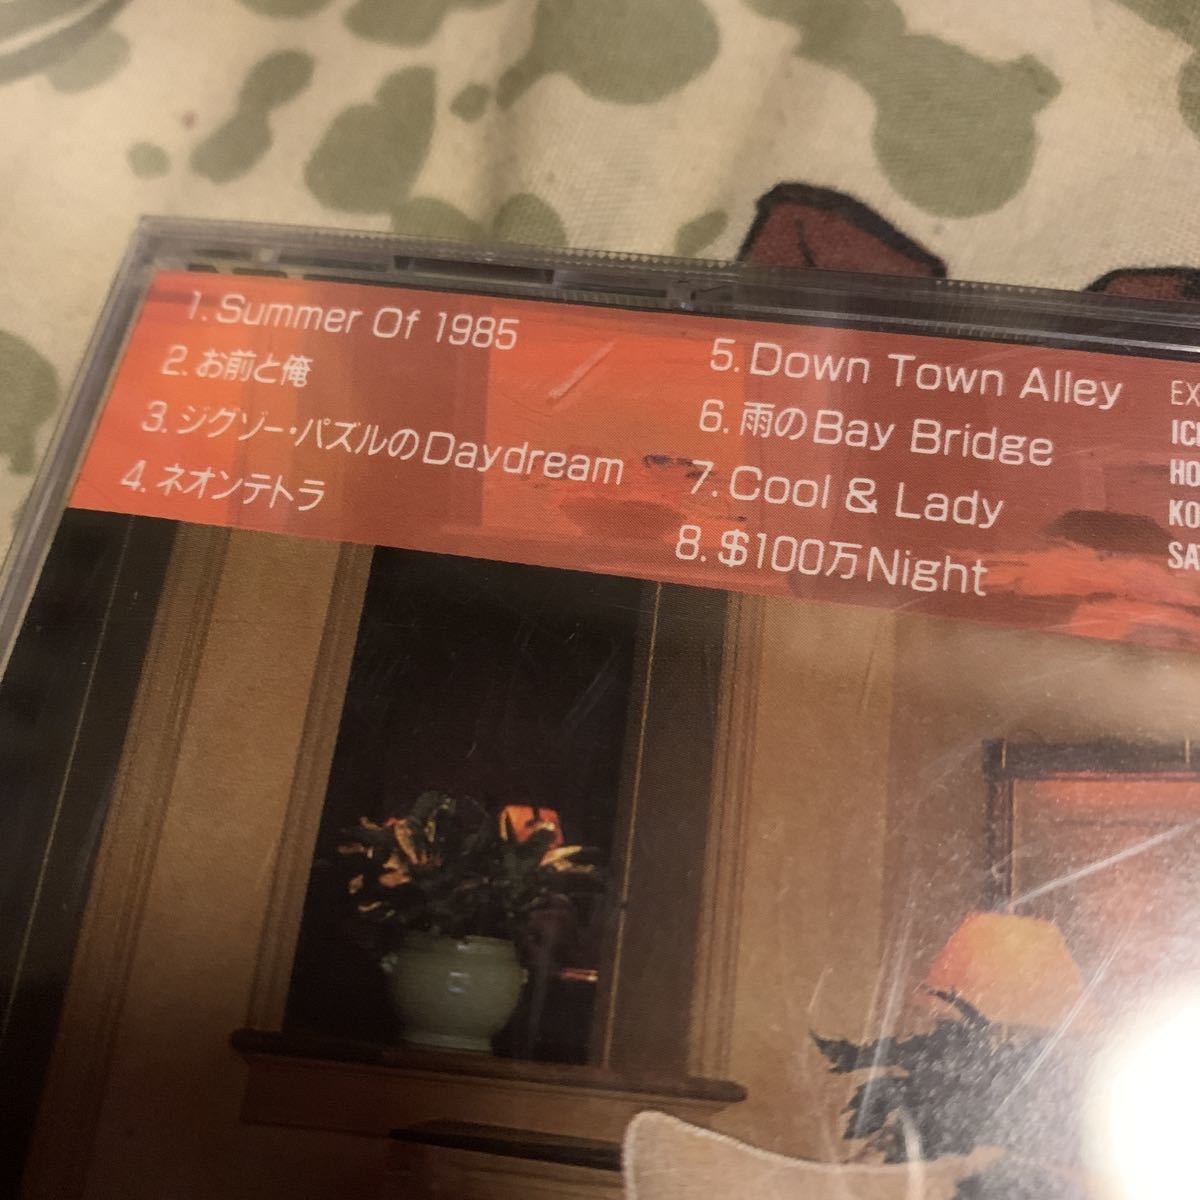 1. Summer Of 1985
2. お前と俺
3. ジグソー・パズルのDaydream
4. ネオンテトラ
5. Down Town Alley
6. 雨のBay Bridge
7. Cool & Lady
8. $100万Night
EX
ICH
HO
KO
SAT